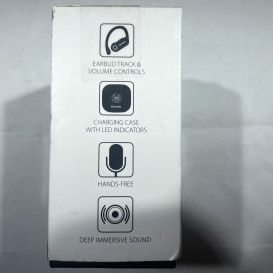 EARBUD TRACK &
VOLUME CONTROLS
CHARGING CASE
WITH LED INDICATORS
HANDS-FREE
DEEP IMMERSIVE SOUND